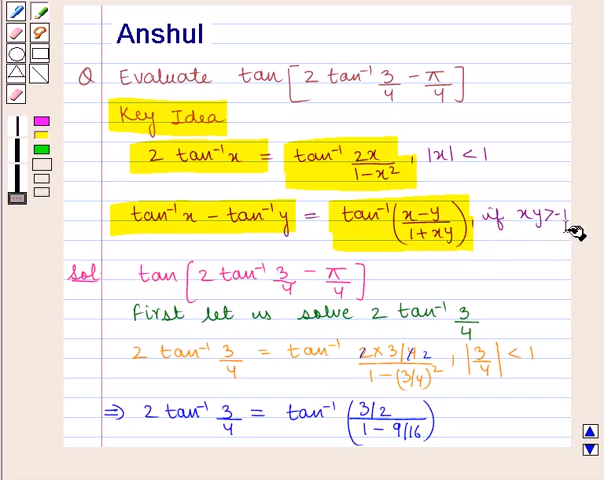 Anshul
Q Evaluate tan [2 tan⁻¹ 3/4 − π/4]
Key Idea
2 tan⁻¹x = tan⁻¹ 2x/(1−x²), |x| < 1
tan⁻¹x − tan⁻¹y = tan⁻¹ ((x−y)/(1+xy)), if xy>-1
Sol tan [2 tan⁻¹ 3/4 − π/4]
First let us solve 2 tan⁻¹ 3/4
2 tan⁻¹ 3/4 = tan⁻¹ (2×3/4 2)/(1−(3/4)²), |3/4| < 1
⇒ 2 tan⁻¹ 3/4 = tan⁻¹ ((3/2)/(1−9/16))